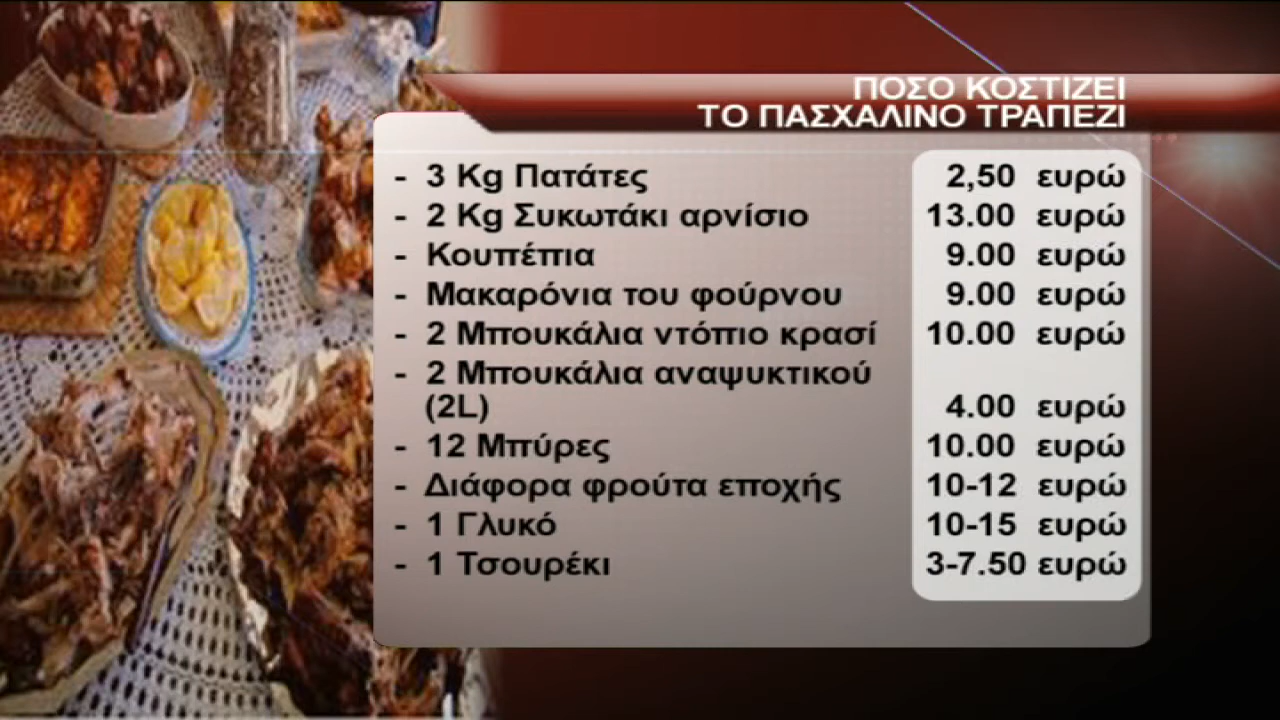 ΠΟΣΟ ΚΟΣΤΙΖΕΙ
ΤΟ ΠΑΣΧΑΛΙΝΟ ΤΡΑΠΕΖΙ
- 3 Kg Πατάτες 2,50 ευρώ
- 2 Kg Συκωτάκι αρνίσιο 13.00 ευρώ
- Κουπέπια 9.00 ευρώ
- Μακαρόνια του φούρνου 9.00 ευρώ
- 2 Μπουκάλια ντόπιο κρασί 10.00 ευρώ
- 2 Μπουκάλια αναψυκτικού
(2L) 4.00 ευρώ
- 12 Μπύρες 10.00 ευρώ
- Διάφορα φρούτα εποχής 10-12 ευρώ
- 1 Γλυκό 10-15 ευρώ
- 1 Τσουρέκι 3-7.50 ευρώ